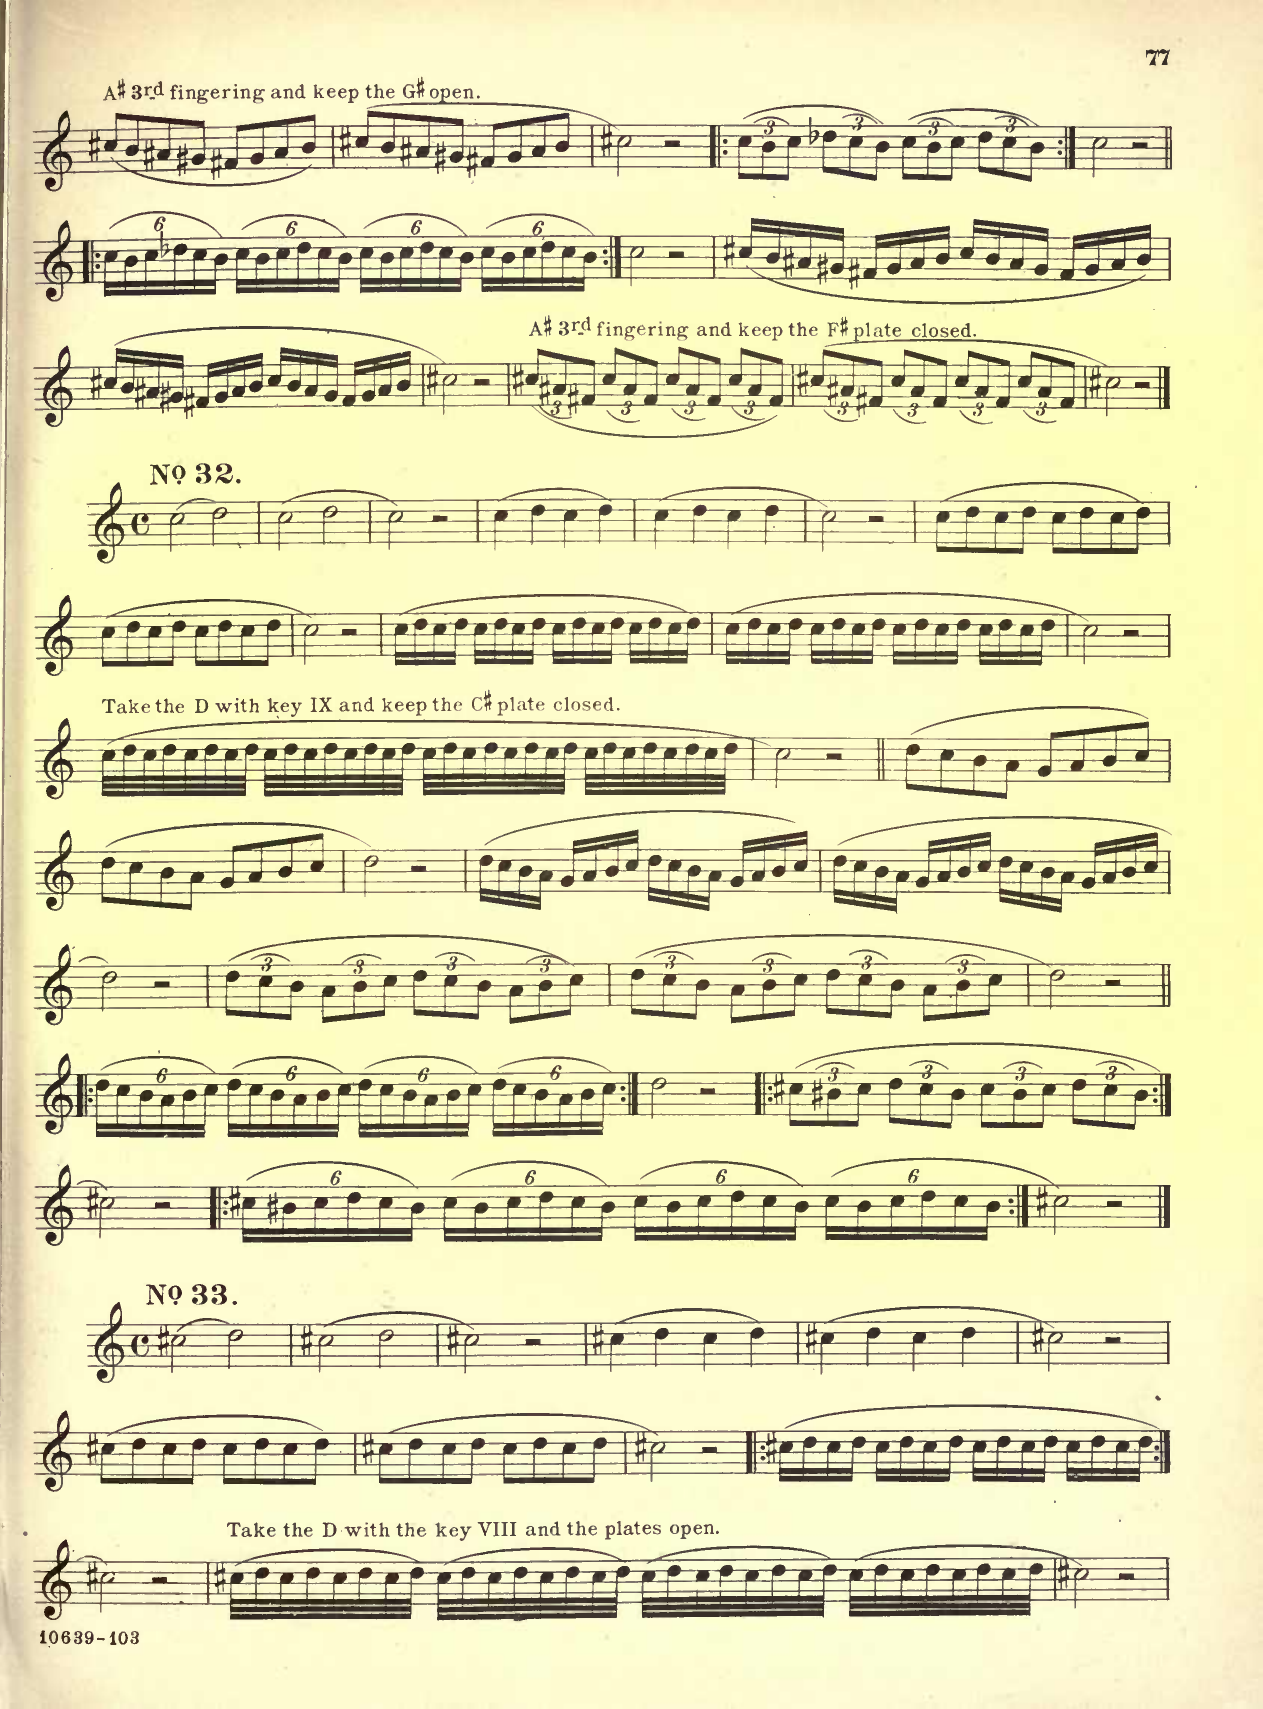 77
A♯ 3rd fingering and keep the G♯ open.
3 3 3 3
6 6 6 6
A♯ 3rd fingering and keep the F♯ plate closed.
3 3 3 3 3 3 3 3
No 32.
Take the D with key IX and keep the C♯ plate closed.
3 3 3 3 3 3 3 3
6 6 6 6 3 3 3 3
6 6 6 6
No 33.
Take the D with the key VIII and the plates open.
10639-103